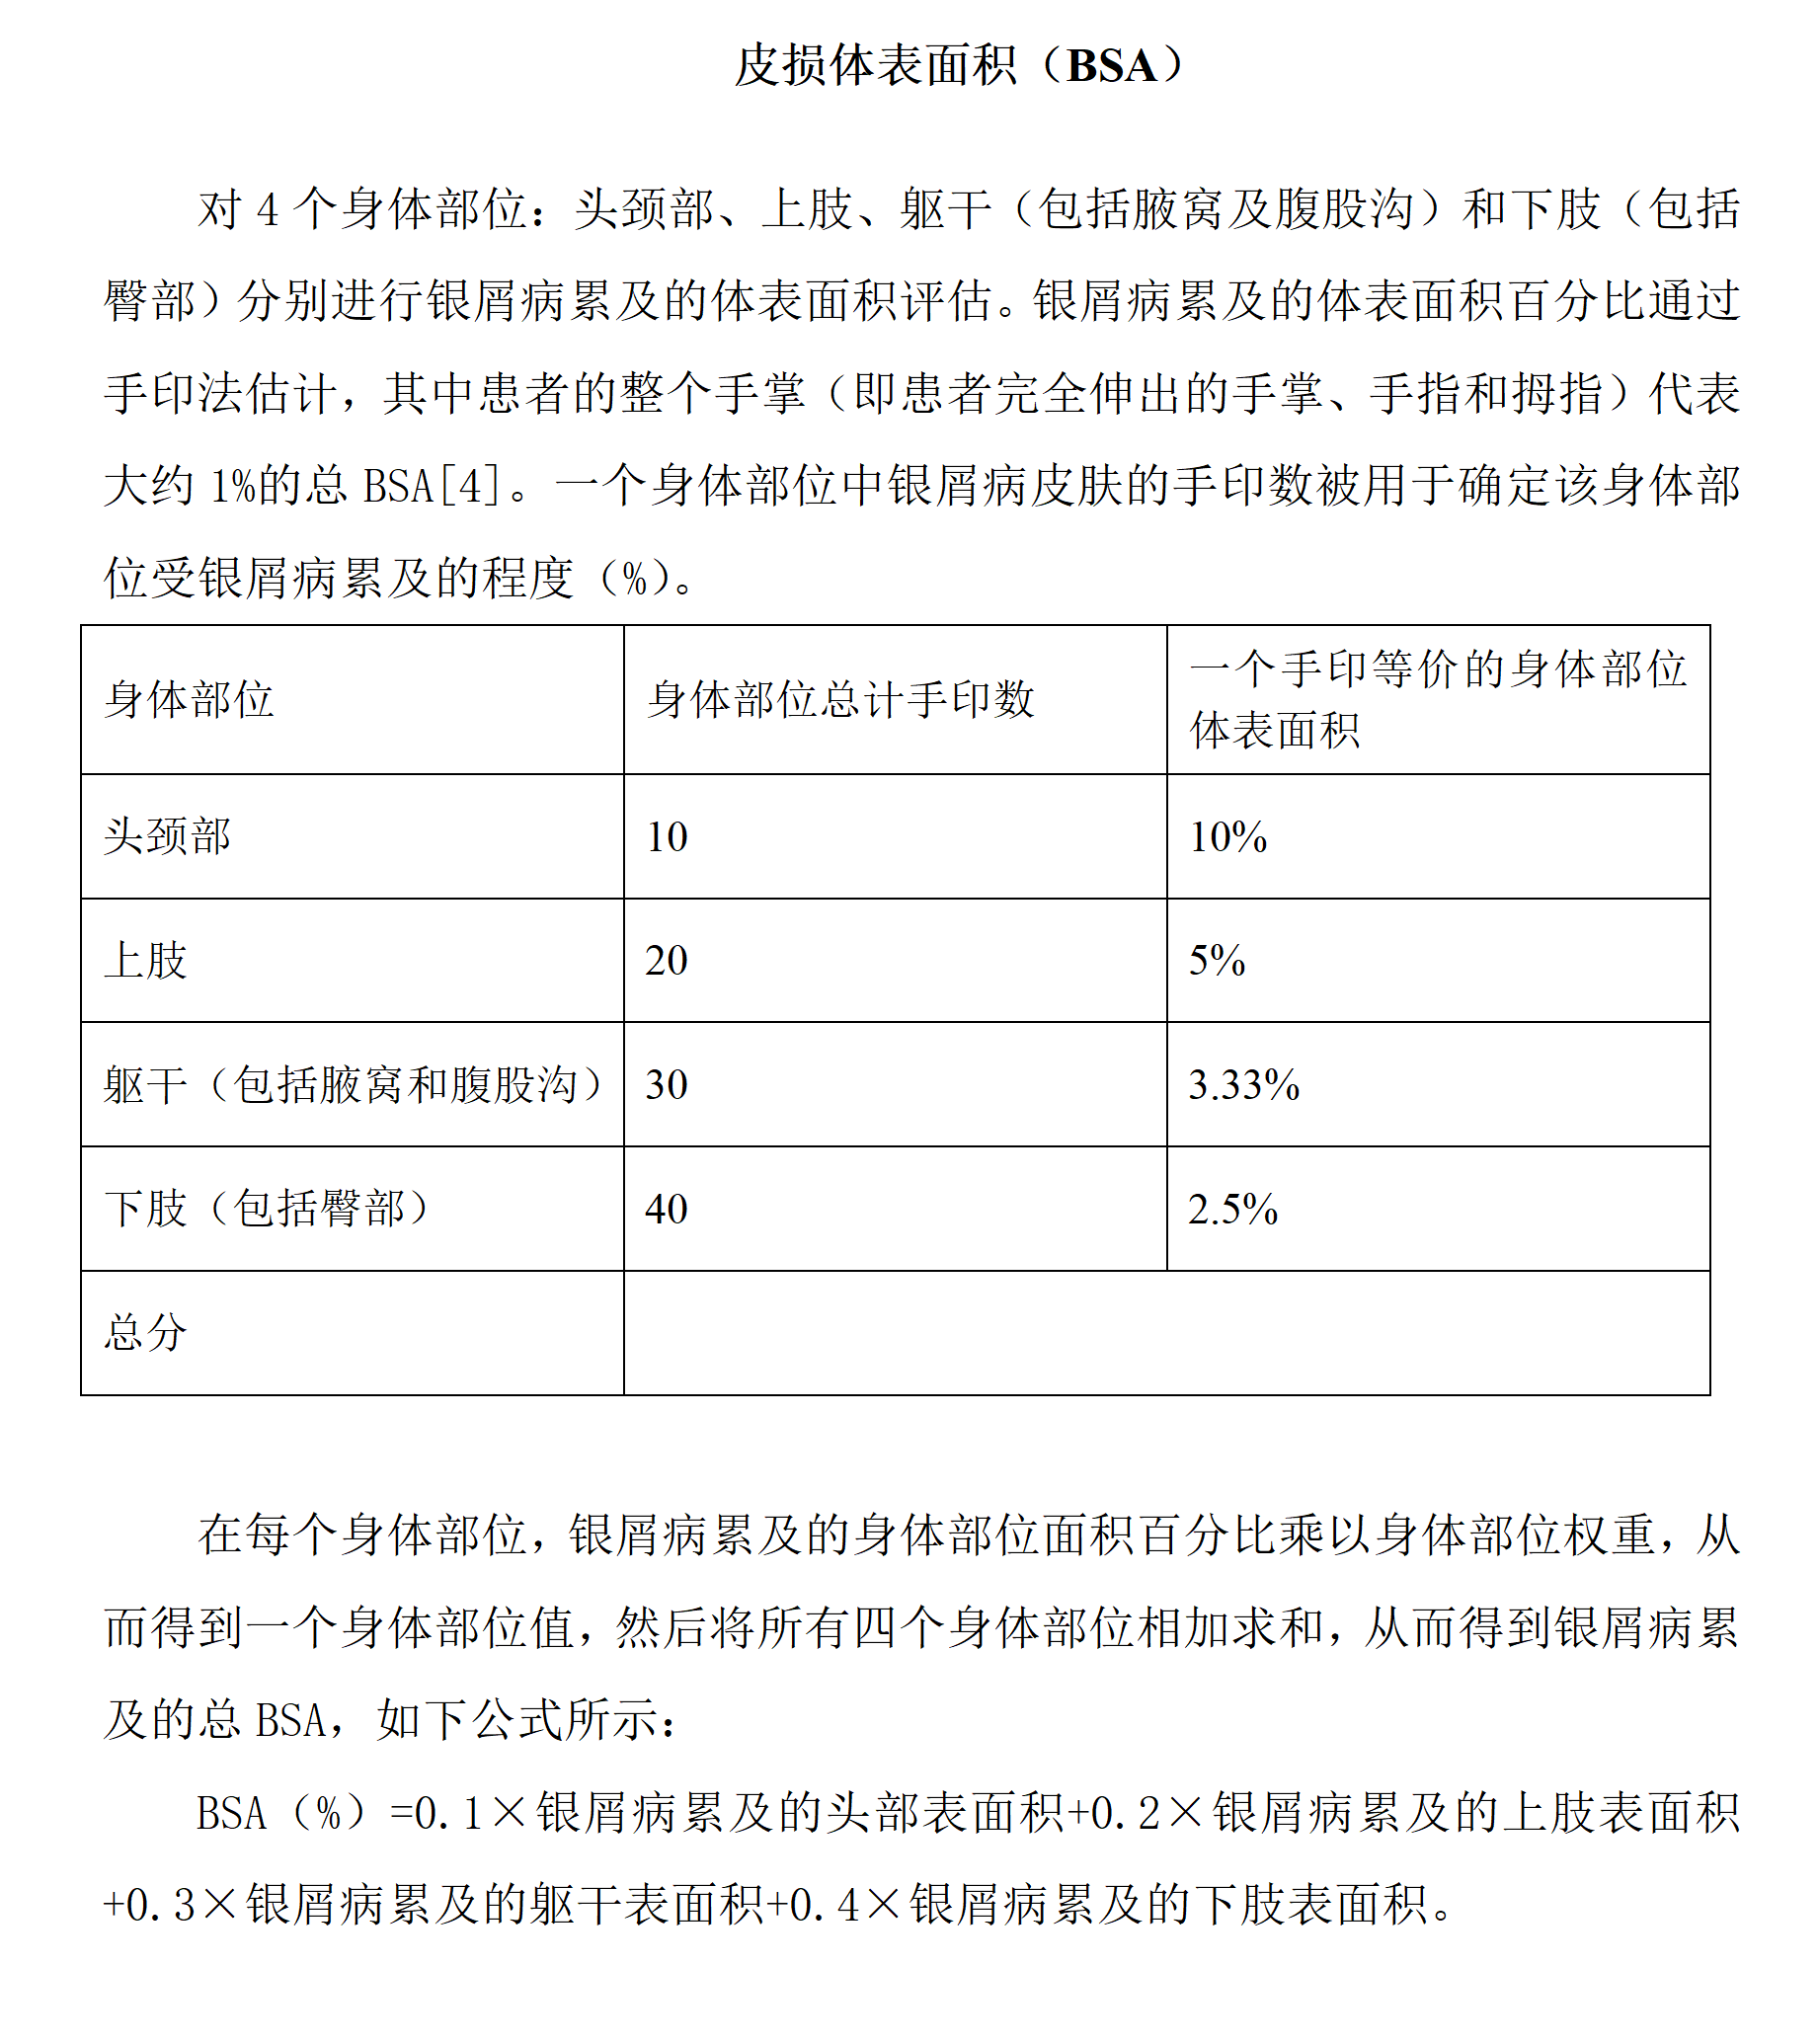 皮损体表面积（BSA）
对 4 个身体部位：头颈部、上肢、躯干（包括腋窝及腹股沟）和下肢（包括
臀部）分别进行银屑病累及的体表面积评估。银屑病累及的体表面积百分比通过
手印法估计，其中患者的整个手掌（即患者完全伸出的手掌、手指和拇指）代表
大约 1%的总 BSA[4]。一个身体部位中银屑病皮肤的手印数被用于确定该身体部
位受银屑病累及的程度（%）。
身体部位 身体部位总计手印数 一个手印等价的身体部位
体表面积
头颈部 10 10%
上肢 20 5%
躯干（包括腋窝和腹股沟） 30 3.33%
下肢（包括臀部） 40 2.5%
总分
在每个身体部位，银屑病累及的身体部位面积百分比乘以身体部位权重，从
而得到一个身体部位值，然后将所有四个身体部位相加求和，从而得到银屑病累
及的总 BSA，如下公式所示：
BSA（%）=0.1×银屑病累及的头部表面积+0.2×银屑病累及的上肢表面积
+0.3×银屑病累及的躯干表面积+0.4×银屑病累及的下肢表面积。